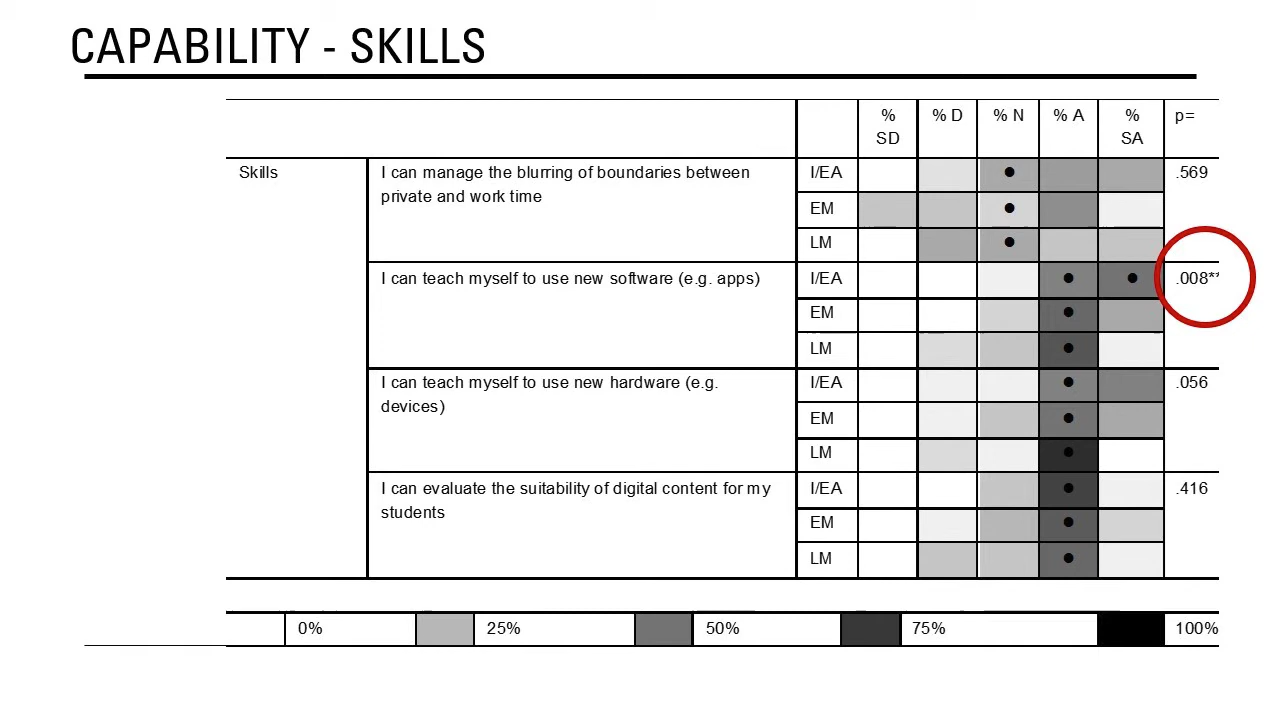 CAPABILITY - SKILLS
% SD % D % N % A % SA p=
Skills I can manage the blurring of boundaries between private and work time I/EA .569
EM
LM
I can teach myself to use new software (e.g. apps) I/EA .008**
EM
LM
I can teach myself to use new hardware (e.g. devices) I/EA .056
EM
LM
I can evaluate the suitability of digital content for my students I/EA .416
EM
LM
0% 25% 50% 75% 100%